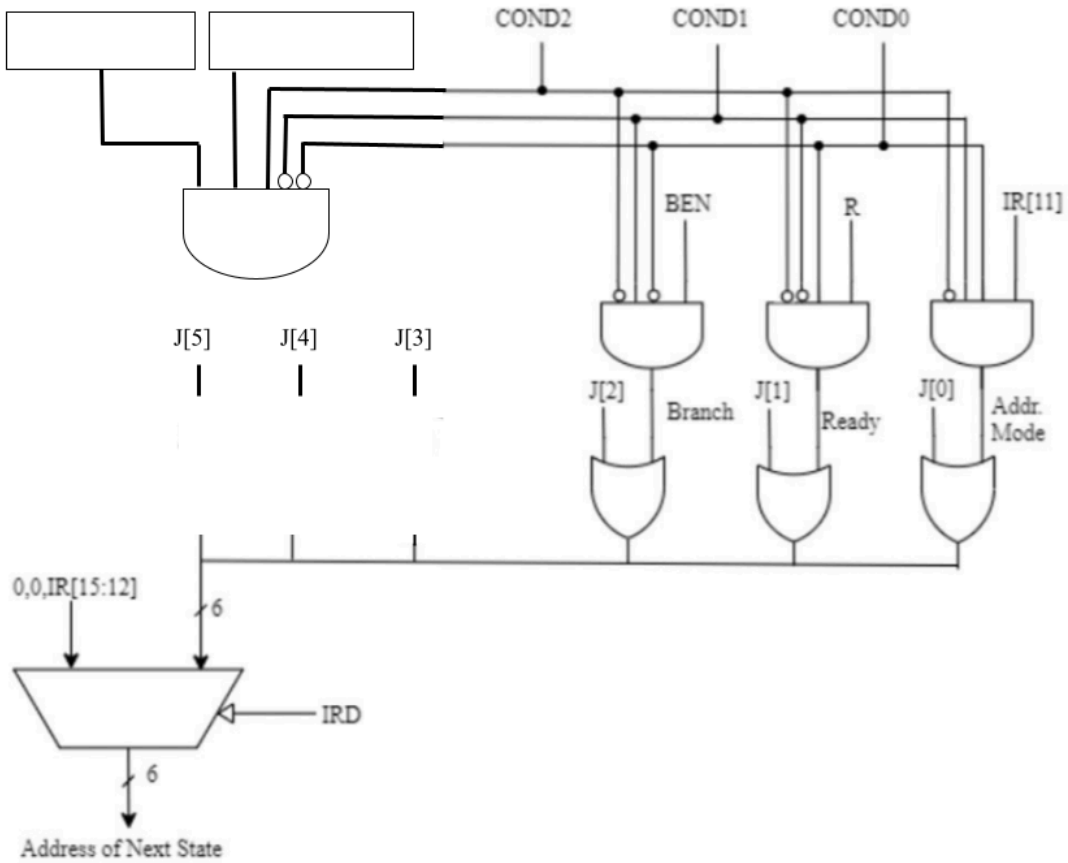 COND2 COND1 COND0
BEN R IR[11]
J[5] J[4] J[3]
J[2] J[1] J[0]
Branch Ready Addr.
Mode
0,0,IR[15:12]
6
IRD
6
Address of Next State